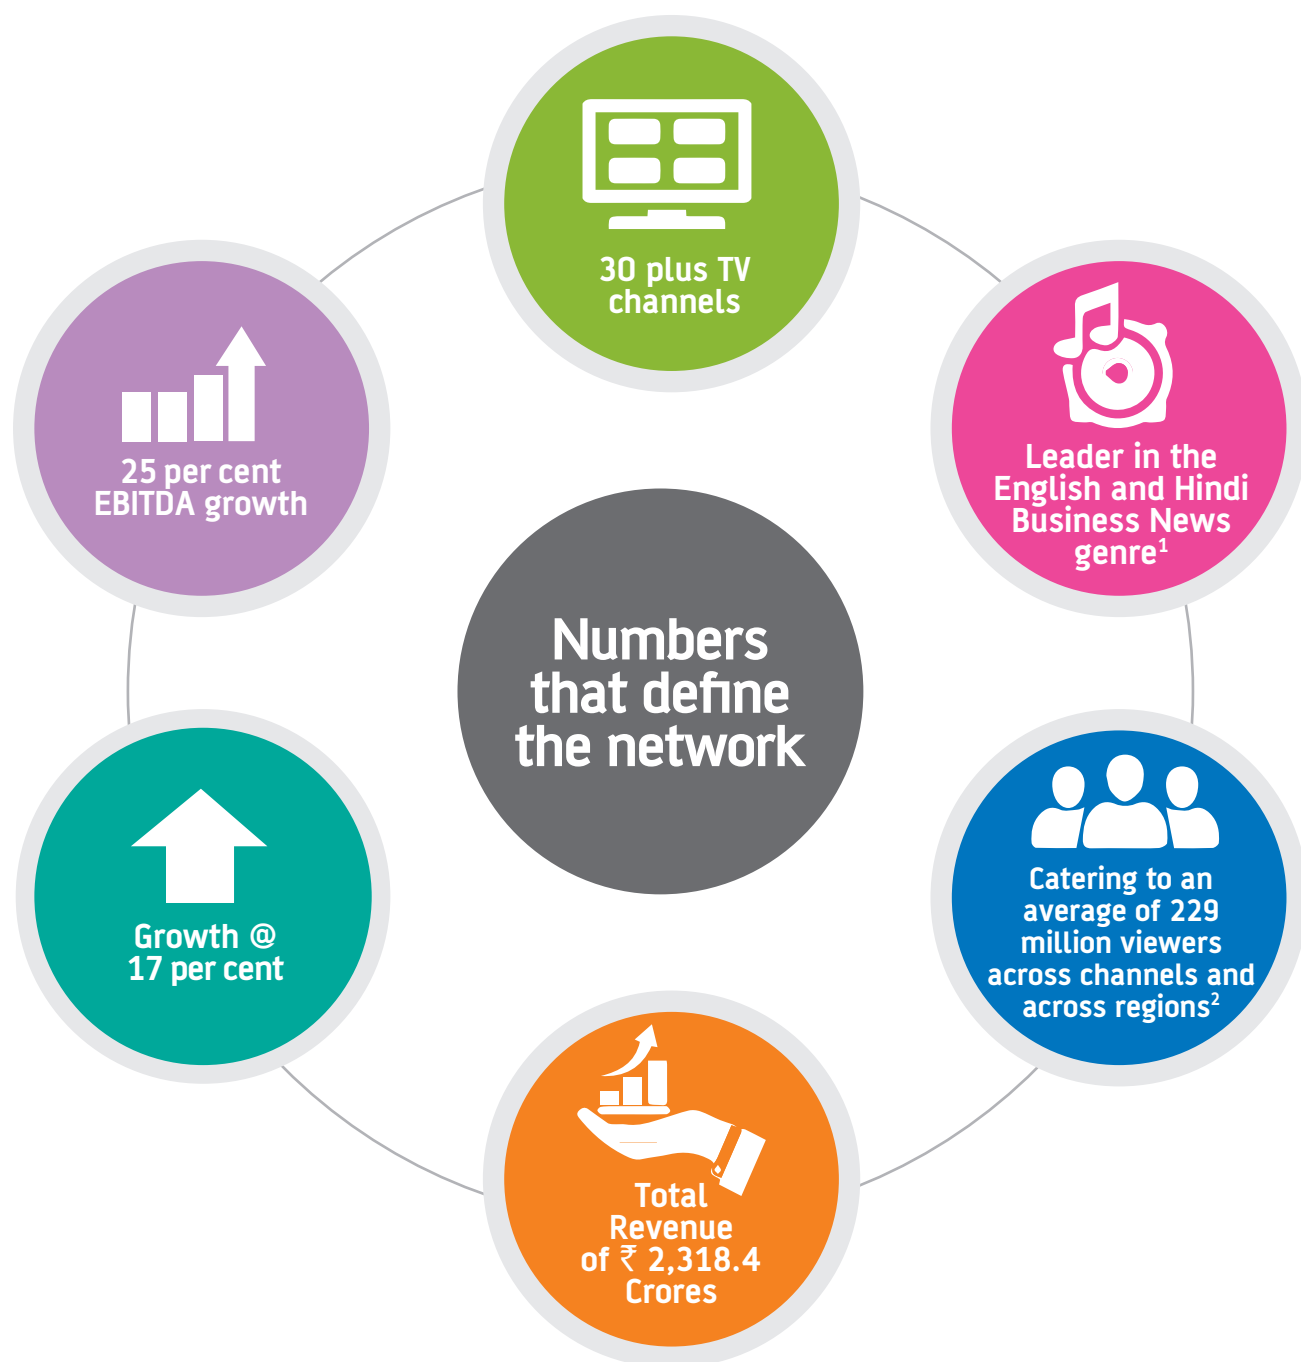 30 plus TV
channels
Leader in the
English and Hindi
Business News
genre¹
Catering to an
average of 229
million viewers
across channels and
across regions²
Total
Revenue
of ₹ 2,318.4
Crores
Growth @
17 per cent
25 per cent
EBITDA growth
Numbers
that define
the network